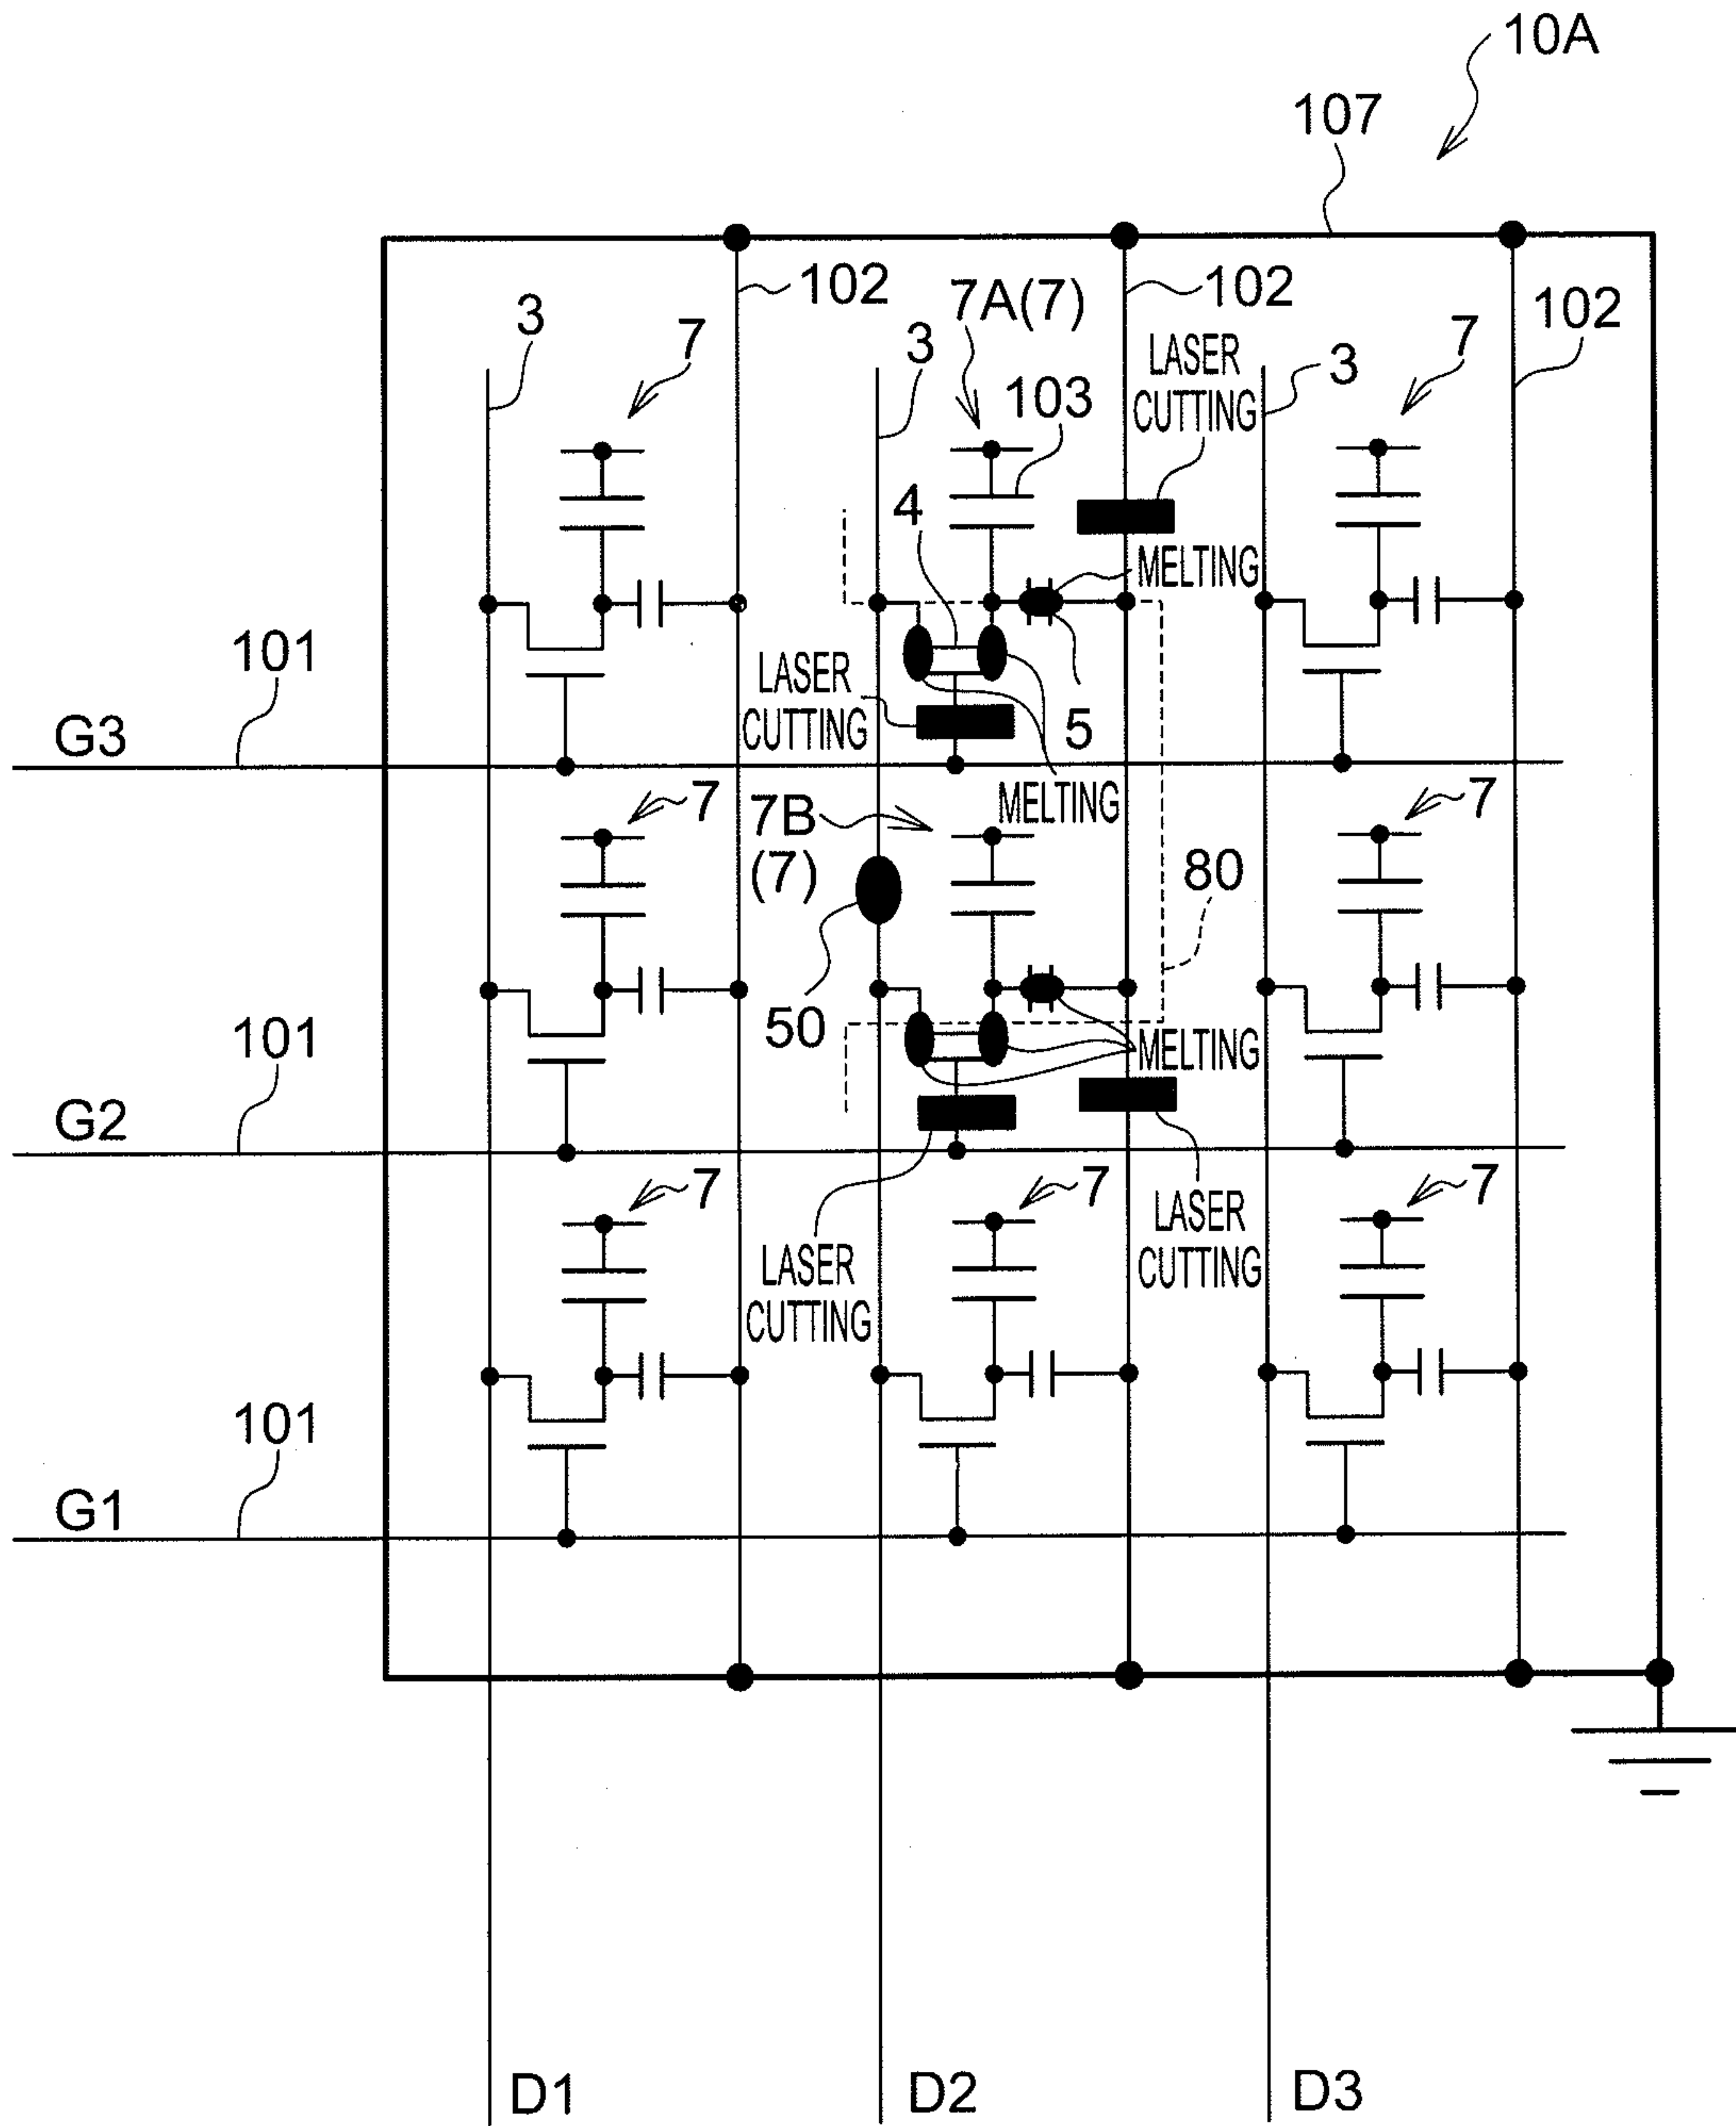 10A
107
102
7A(7)
102
102
3
7
3
LASER
CUTTING
3
7
103
4
MELTING
101
LASER
CUTTING
5
G3
MELTING
7
7B
(7)
7
80
50
101
MELTING
G2
7
7
LASER
CUTTING
7
LASER
CUTTING
101
G1
D1
D2
D3